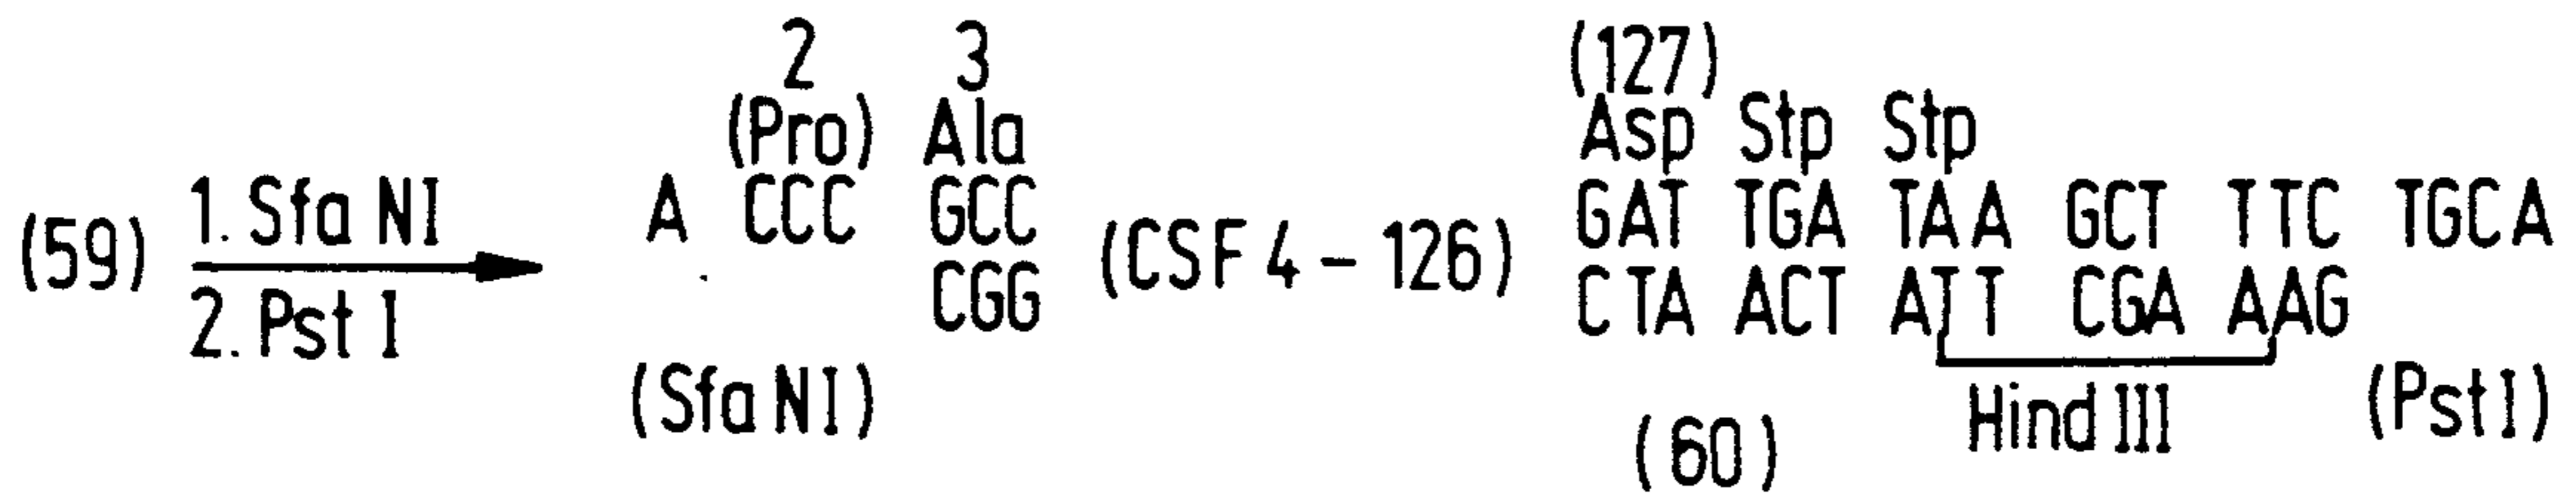 2 3 (127)
(Pro) Ala Asp Stp Stp
(59) 1. Sfa NI A CCC GCC (CSF 4 – 126) GAT TGA TAA GCT TTC TGCA
2. Pst I CGG CTA ACT ATT CGA AAG
(Sfa NI) Hind III (Pst I)
(60)